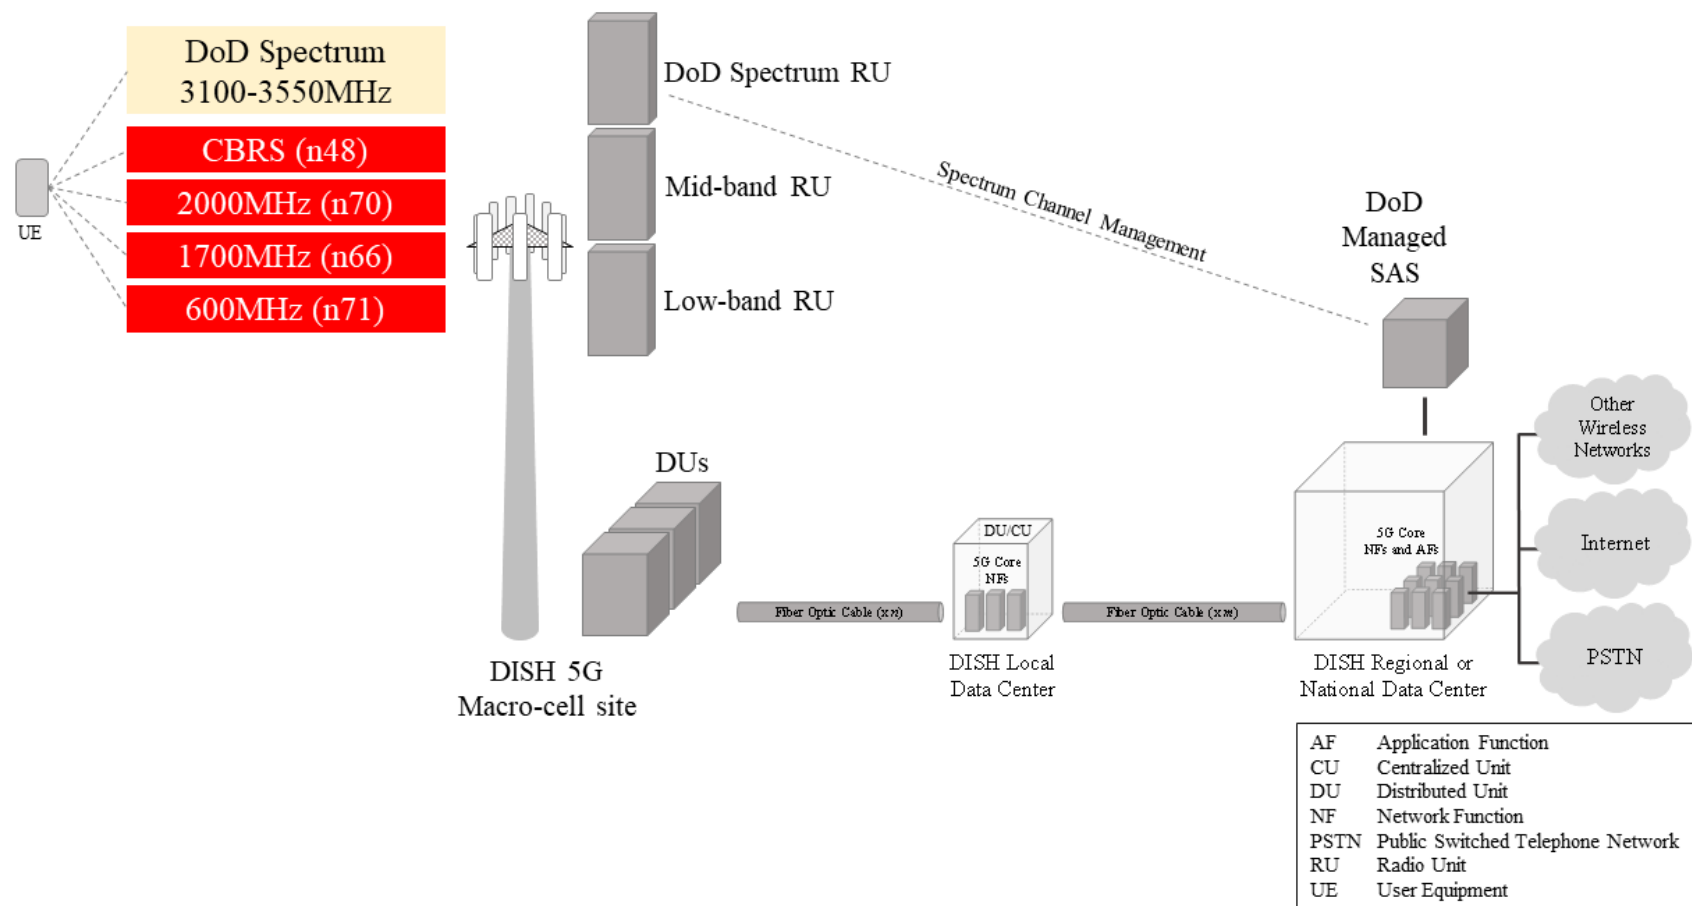 DoD Spectrum
3100-3550MHz
CBRS (n48)
2000MHz (n70)
1700MHz (n66)
600MHz (n71)
UE
DoD Spectrum RU
Mid-band RU
Low-band RU
Spectrum Channel Management
DoD
Managed
SAS
DUs
DISH 5G
Macro-cell site
Fiber Optic Cable (x n)
DU/CU
5G Core
NFs
DISH Local
Data Center
Fiber Optic Cable (x m)
5G Core
NFs and AFs
DISH Regional or
National Data Center
Other
Wireless
Networks
Internet
PSTN
AF Application Function
CU Centralized Unit
DU Distributed Unit
NF Network Function
PSTN Public Switched Telephone Network
RU Radio Unit
UE User Equipment